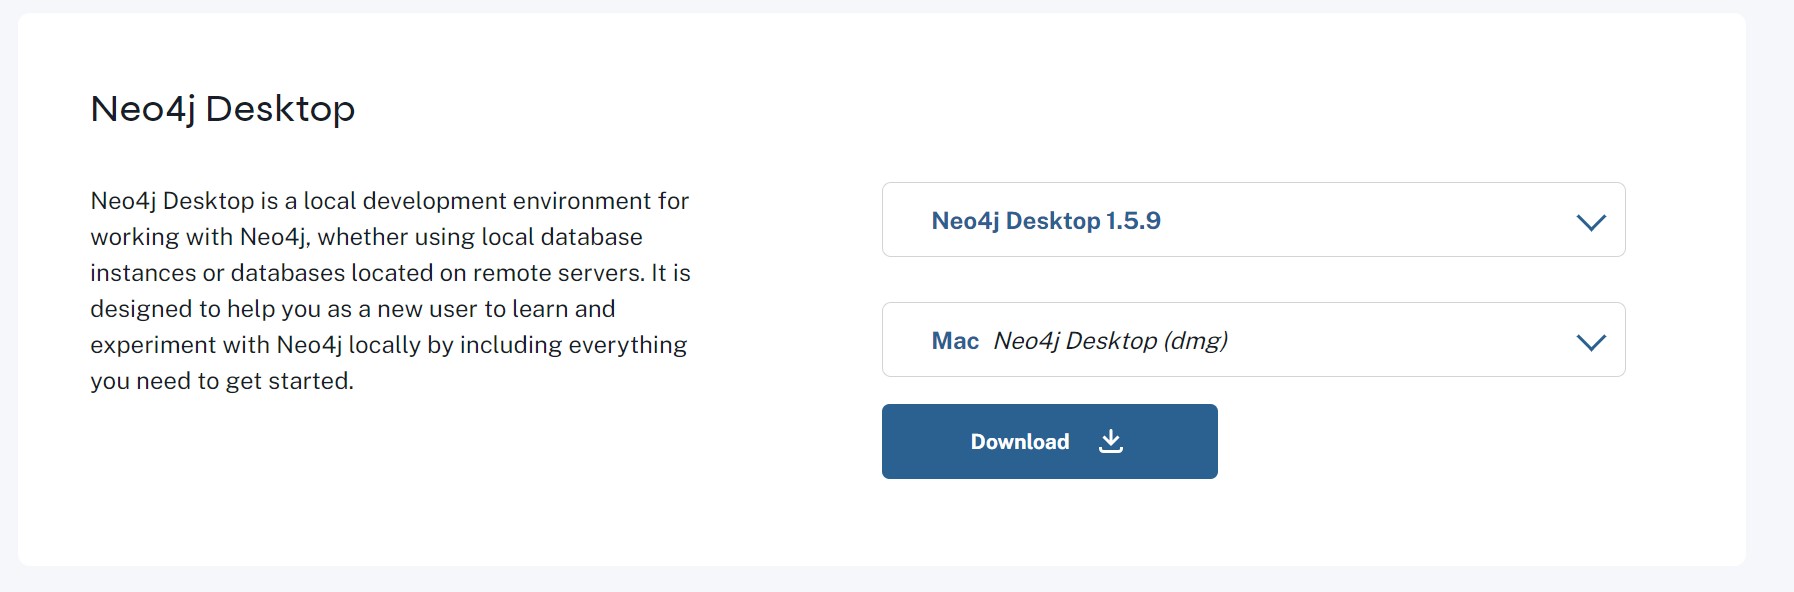 Neo4j Desktop
Neo4j Desktop is a local development environment for
working with Neo4j, whether using local database
instances or databases located on remote servers. It is
designed to help you as a new user to learn and
experiment with Neo4j locally by including everything
you need to get started.
Neo4j Desktop 1.5.9
Mac Neo4j Desktop (dmg)
Download